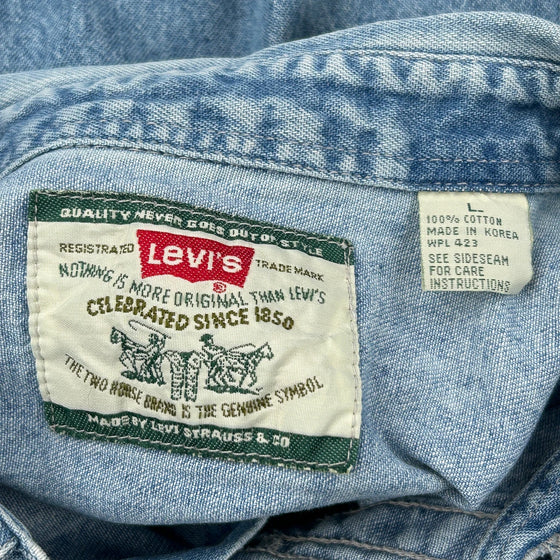 QUALITY NEVER GOES OUT OF STYLE
REGISTRATED Levi's TRADE MARK
®
NOTHING IS MORE ORIGINAL THAN LEVI'S
CELEBRATED SINCE 1850
THE TWO HORSE BRAND IS THE GENUINE SYMBOL
MADE BY LEVI STRAUSS & CO
L
100% COTTON
MADE IN KOREA
WPL 423
SEE SIDESEAM
FOR CARE
INSTRUCTIONS